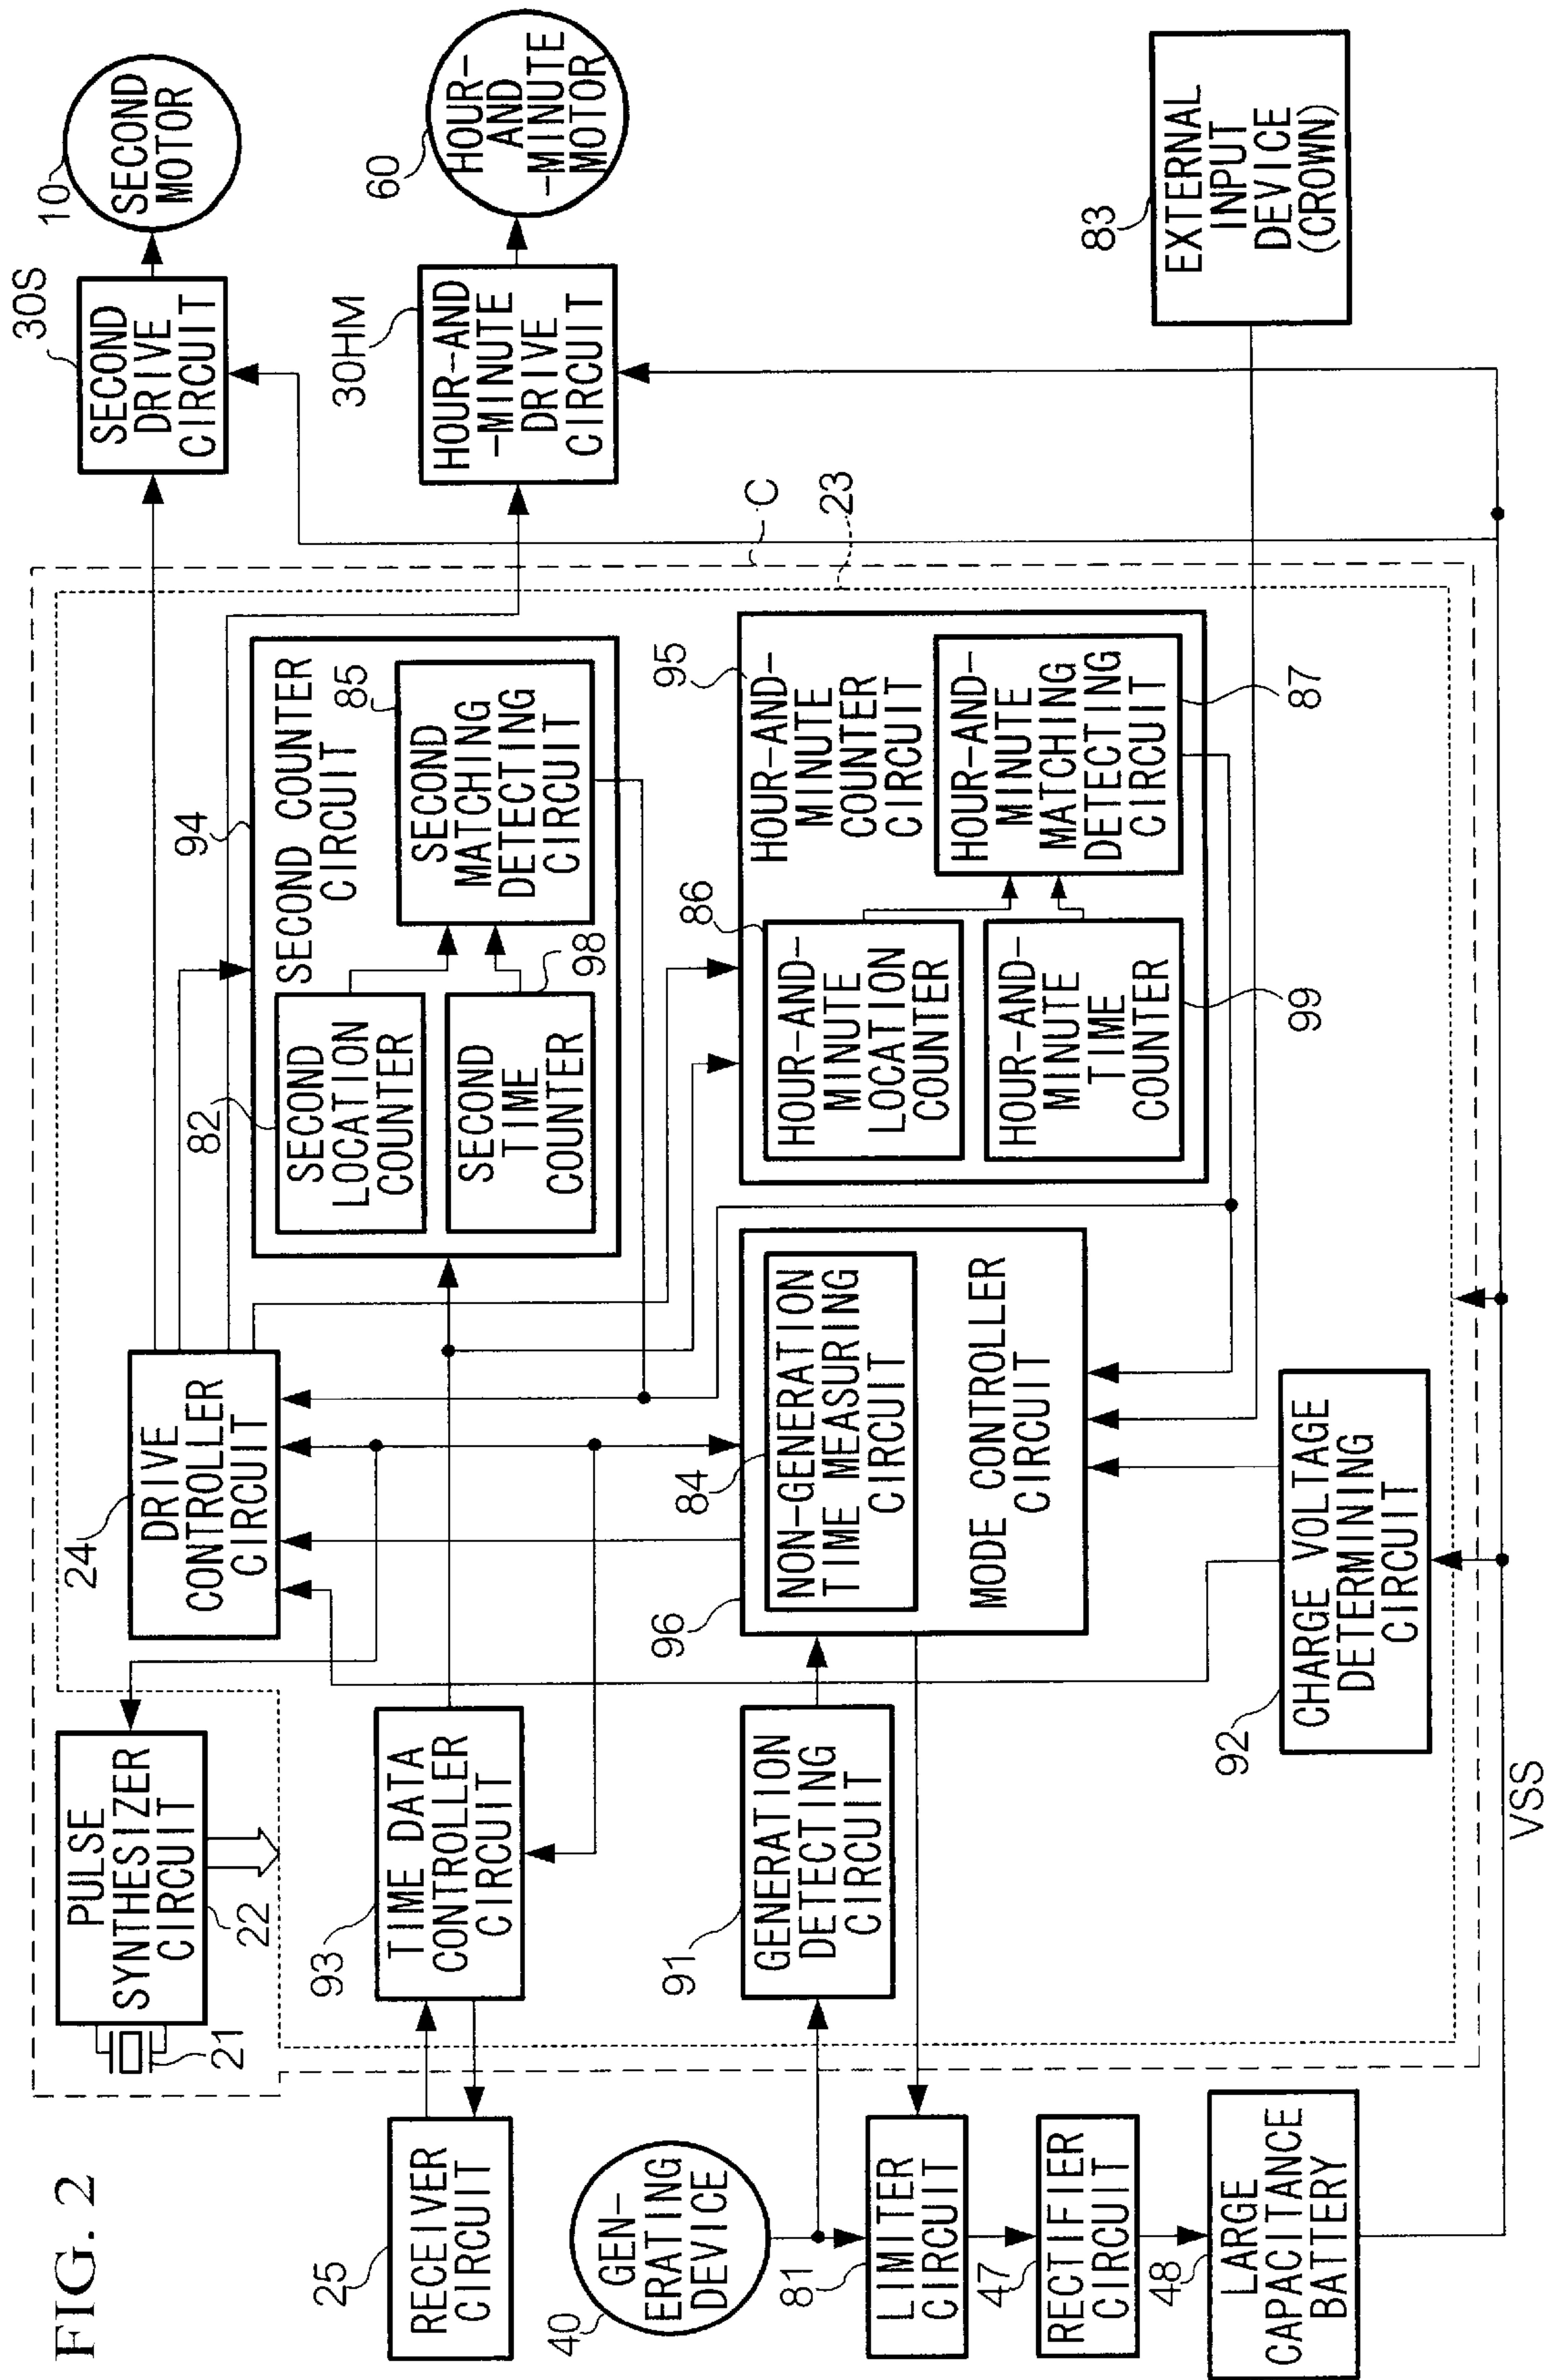 FIG. 2
21
PULSE
SYNTHESIZER
CIRCUIT
22
24
DRIVE
CONTROLLER
CIRCUIT
30S
SECOND
DRIVE
CIRCUIT
10
SECOND
MOTOR
25
RECEIVER
CIRCUIT
93
TIME DATA
CONTROLLER
CIRCUIT
94
SECOND COUNTER
CIRCUIT
82
SECOND
LOCATION
COUNTER
SECOND
TIME
COUNTER
98
85
SECOND
MATCHING
DETECTING
CIRCUIT
30HM
HOUR-AND
-MINUTE
DRIVE
CIRCUIT
60
HOUR-
AND
-MINUTE
MOTOR
C
23
40
GEN-
ERATING
DEVICE
91
GENERATION
DETECTING
CIRCUIT
96
84
NON-GENERATION
TIME MEASURING
CIRCUIT
MODE CONTROLLER
CIRCUIT
95
HOUR-AND-
MINUTE
COUNTER
CIRCUIT
86
HOUR-AND-
MINUTE
LOCATION
COUNTER
HOUR-AND-
MINUTE
TIME
COUNTER
99
HOUR-AND-
MINUTE
MATCHING
DETECTING
CIRCUIT
87
81
LIMITER
CIRCUIT
47
RECTIFIER
CIRCUIT
48
LARGE
CAPACITANCE
BATTERY
92
CHARGE VOLTAGE
DETERMINING
CIRCUIT
83
EXTERNAL
INPUT
DEVICE
(CROWN)
VSS